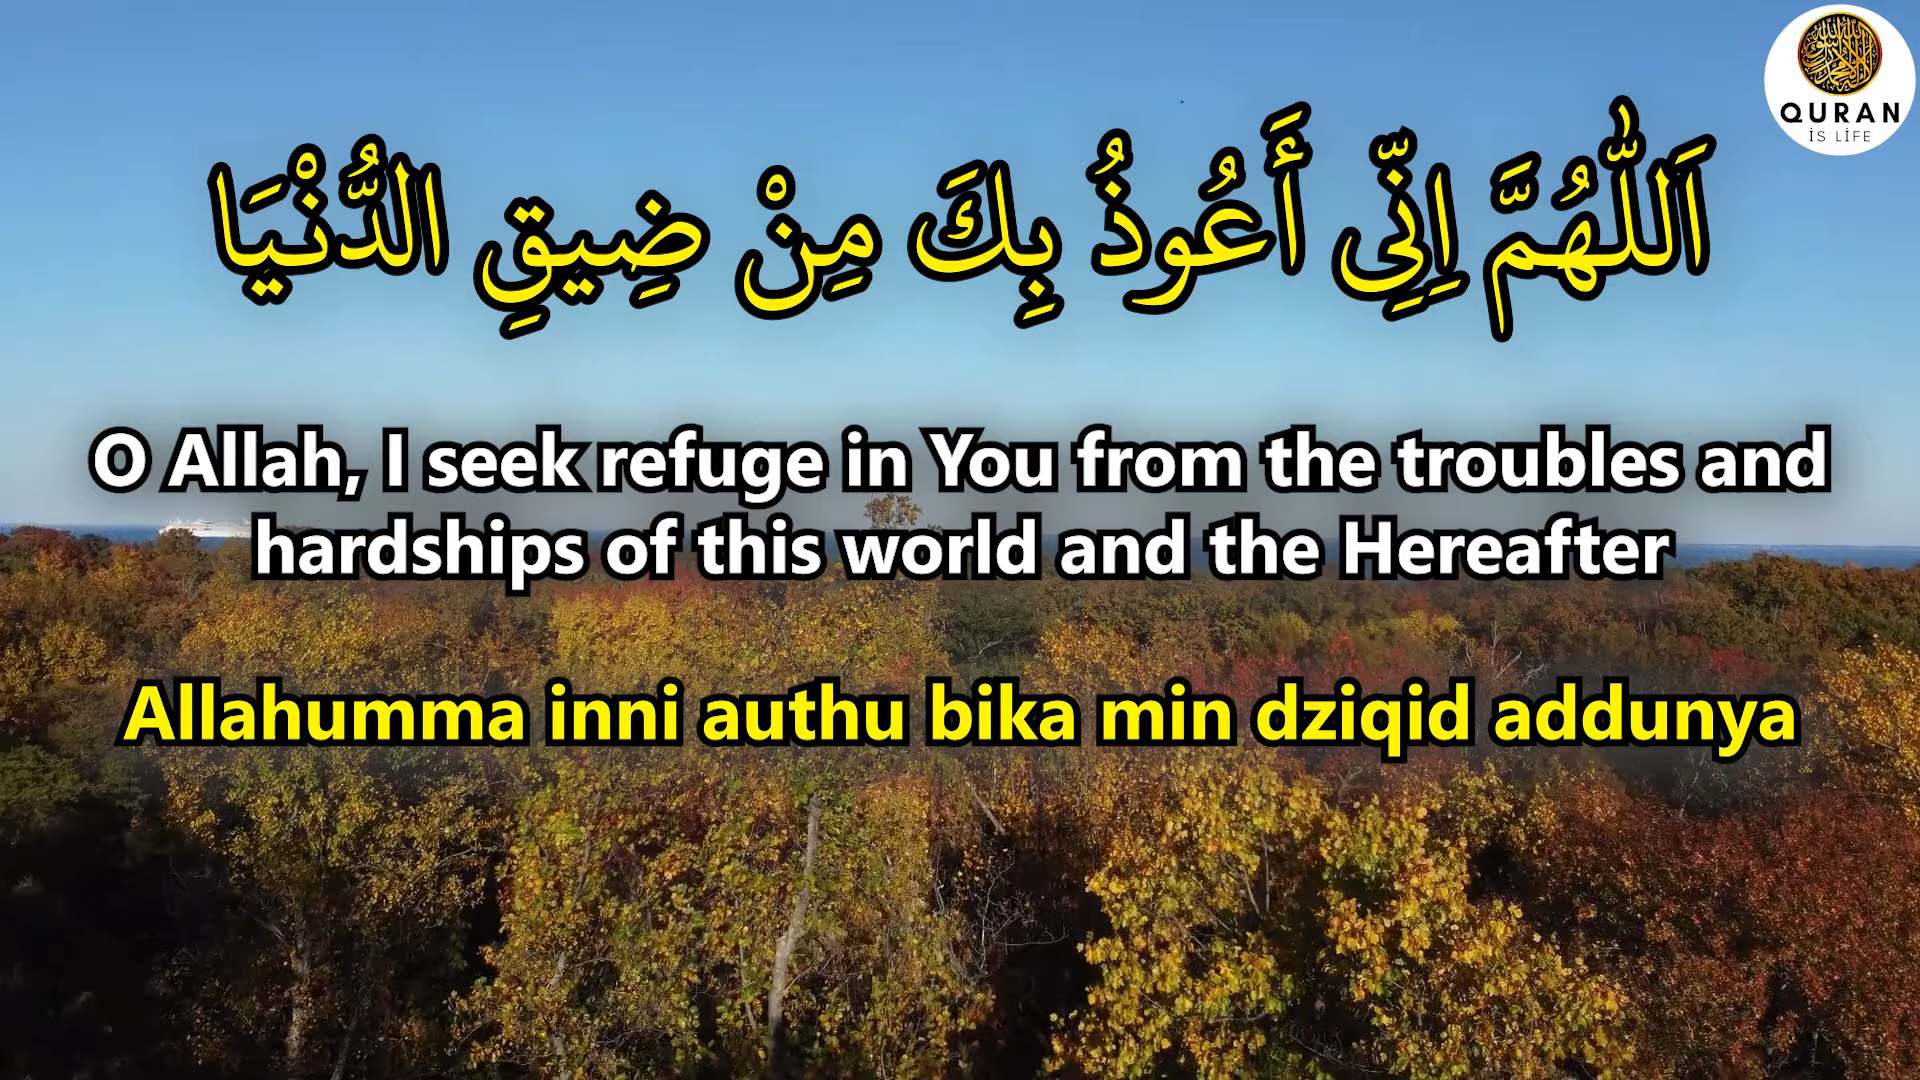 QURAN
İS LİFE
اَللّٰهُمَّ اِنِّى أَعُوذُ بِكَ مِنْ ضِيقِ الدُّنْيَا
O Allah, I seek refuge in You from the troubles and
hardships of this world and the Hereafter
Allahumma inni authu bika min dziqid addunya